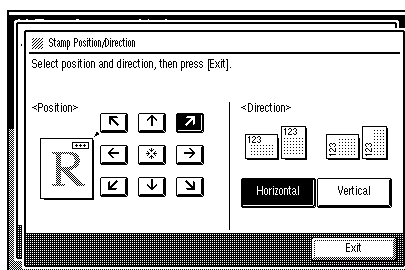 Stamp Position/Direction
Select position and direction, then press [Exit].
<Position>
R
<Direction>
123
123
123
123
Horizontal
Vertical
Exit